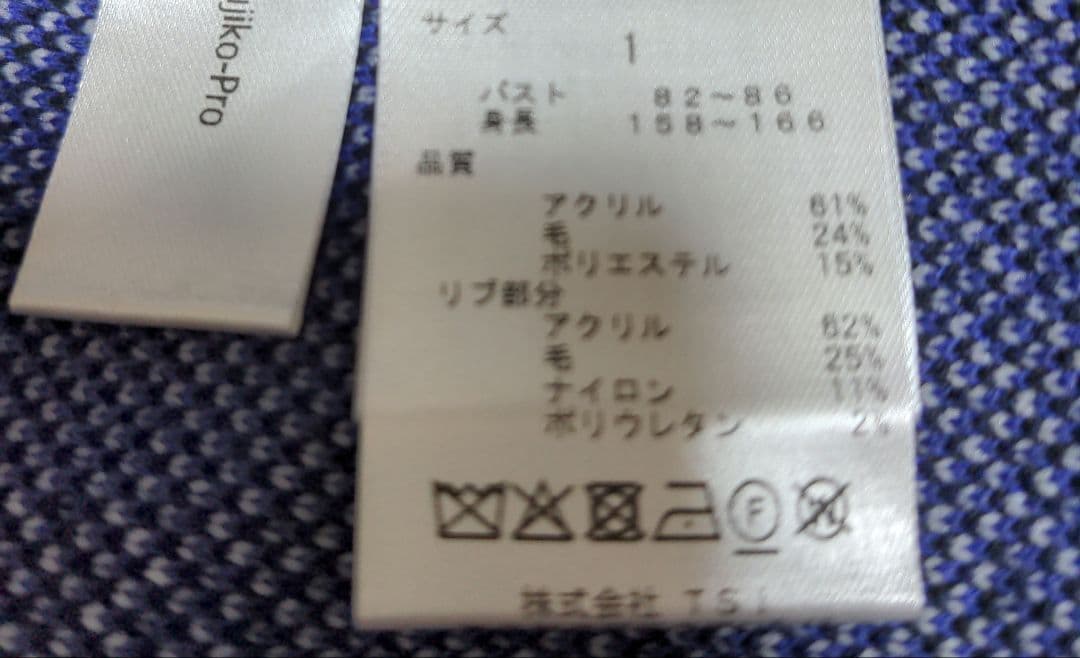 ujiko-Pro
サイズ
1
バスト 82～86
身長 158～166
品質
アクリル 61%
毛 24%
ポリエステル 15%
リブ部分
アクリル 62%
毛 25%
ナイロン 11%
ポリウレタン 2%
F
W
株式会社 TSI